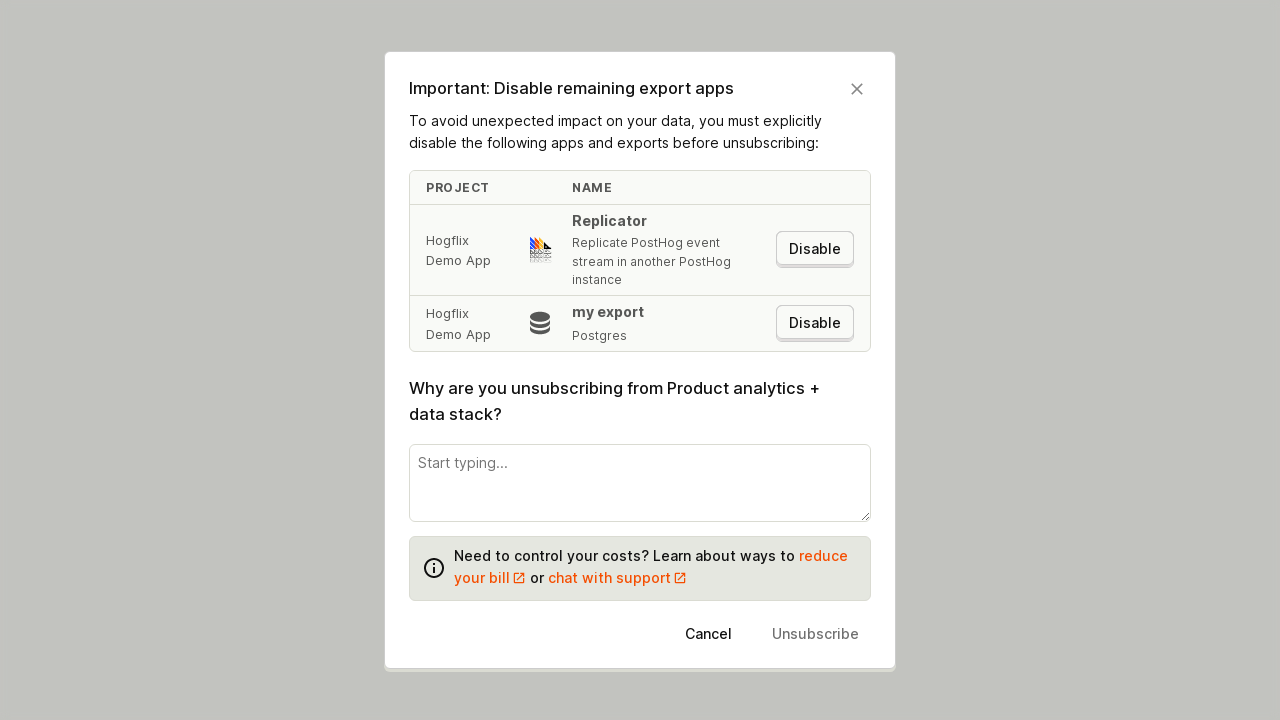 Important: Disable remaining export apps
To avoid unexpected impact on your data, you must explicitly
disable the following apps and exports before unsubscribing:
PROJECT NAME
Hogflix
Demo App
Replicator
Replicate PostHog event
stream in another PostHog
instance
Disable
Hogflix
Demo App
my export
Postgres
Disable
Why are you unsubscribing from Product analytics +
data stack?
Start typing...
Need to control your costs? Learn about ways to reduce
your bill or chat with support
Cancel Unsubscribe